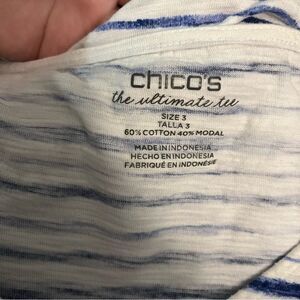 chico's
the ultimate tee
SIZE 3
TALLA 3
60% COTTON 40% MODAL
MADE IN INDONESIA
HECHO EN INDONESIA
FABRIQUÉ EN INDONÉSIE